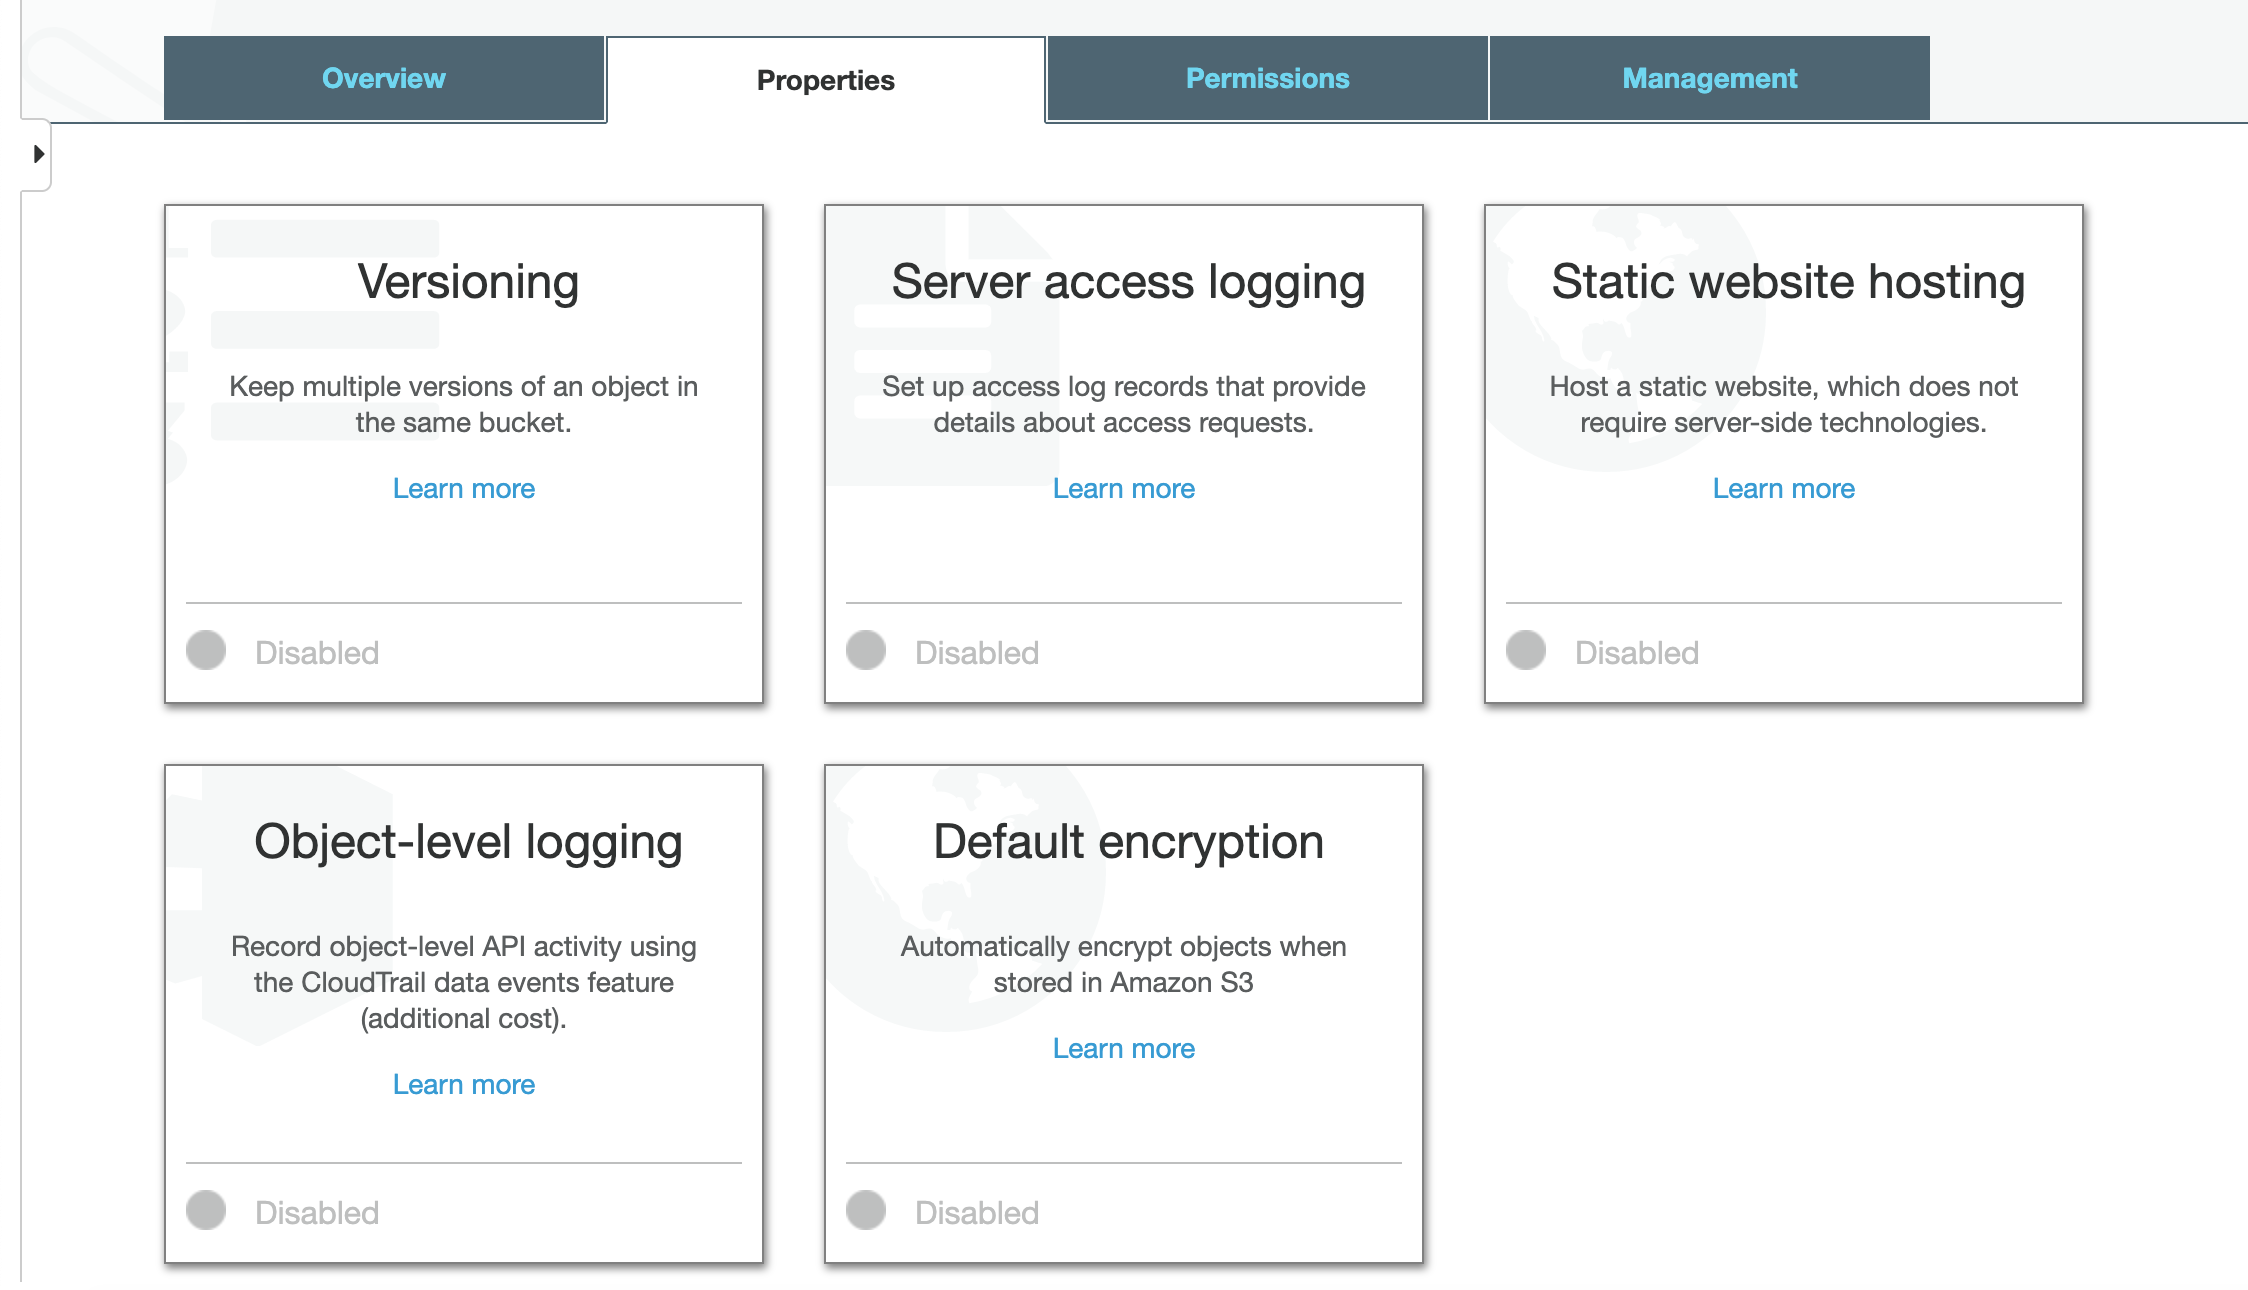 Overview
Properties
Permissions
Management
Versioning
Keep multiple versions of an object in
the same bucket.
Learn more
Disabled
Server access logging
Set up access log records that provide
details about access requests.
Learn more
Disabled
Static website hosting
Host a static website, which does not
require server-side technologies.
Learn more
Disabled
Object-level logging
Record object-level API activity using
the CloudTrail data events feature
(additional cost).
Learn more
Disabled
Default encryption
Automatically encrypt objects when
stored in Amazon S3
Learn more
Disabled